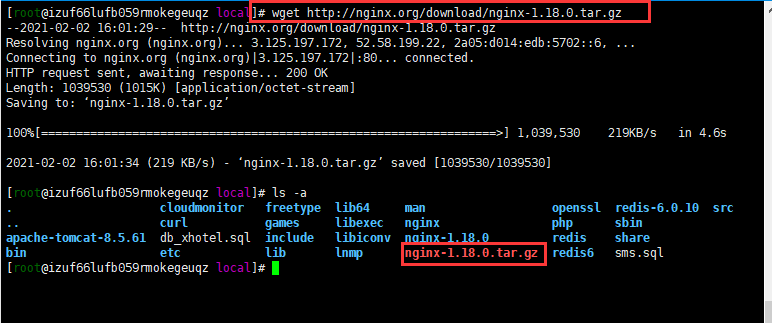 [root@izuf66lufb059rmokegeuqz local]# wget http://nginx.org/download/nginx-1.18.0.tar.gz
--2021-02-02 16:01:29--  http://nginx.org/download/nginx-1.18.0.tar.gz
Resolving nginx.org (nginx.org)... 3.125.197.172, 52.58.199.22, 2a05:d014:edb:5702::6, ...
Connecting to nginx.org (nginx.org)|3.125.197.172|:80... connected.
HTTP request sent, awaiting response... 200 OK
Length: 1039530 (1015K) [application/octet-stream]
Saving to: ‘nginx-1.18.0.tar.gz’
100%[==========================================================>] 1,039,530    219KB/s   in 4.6s
2021-02-02 16:01:34 (219 KB/s) - ‘nginx-1.18.0.tar.gz’ saved [1039530/1039530]
[root@izuf66lufb059rmokegeuqz local]# ls -a
.                     cloudmonitor   freetype  lib64     man                  openssl  redis-6.0.10  src
..                    curl           games     libexec   nginx                php      sbin
apache-tomcat-8.5.61  db_xhotel.sql  include   libiconv  nginx-1.18.0         redis    share
bin                   etc            lib       lnmp      nginx-1.18.0.tar.gz  redis6   sms.sql
[root@izuf66lufb059rmokegeuqz local]#